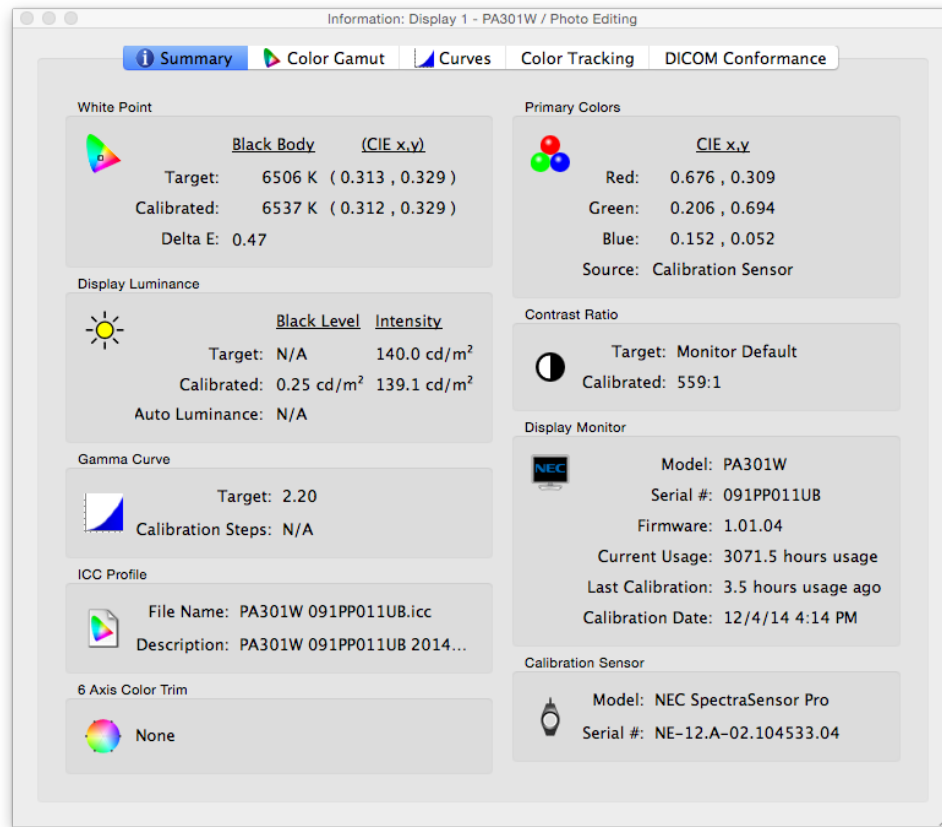 Information: Display 1 - PA301W / Photo Editing
Summary Color Gamut Curves Color Tracking DICOM Conformance
White Point
Black Body (CIE x,y)
Target: 6506 K ( 0.313 , 0.329 )
Calibrated: 6537 K ( 0.312 , 0.329 )
Delta E: 0.47
Display Luminance
Black Level Intensity
Target: N/A 140.0 cd/m²
Calibrated: 0.25 cd/m² 139.1 cd/m²
Auto Luminance: N/A
Gamma Curve
Target: 2.20
Calibration Steps: N/A
ICC Profile
File Name: PA301W 091PP011UB.icc
Description: PA301W 091PP011UB 2014...
6 Axis Color Trim
None
Primary Colors
CIE x,y
Red: 0.676 , 0.309
Green: 0.206 , 0.694
Blue: 0.152 , 0.052
Source: Calibration Sensor
Contrast Ratio
Target: Monitor Default
Calibrated: 559:1
Display Monitor
NEC
Model: PA301W
Serial #: 091PP011UB
Firmware: 1.01.04
Current Usage: 3071.5 hours usage
Last Calibration: 3.5 hours usage ago
Calibration Date: 12/4/14 4:14 PM
Calibration Sensor
Model: NEC SpectraSensor Pro
Serial #: NE-12.A-02.104533.04